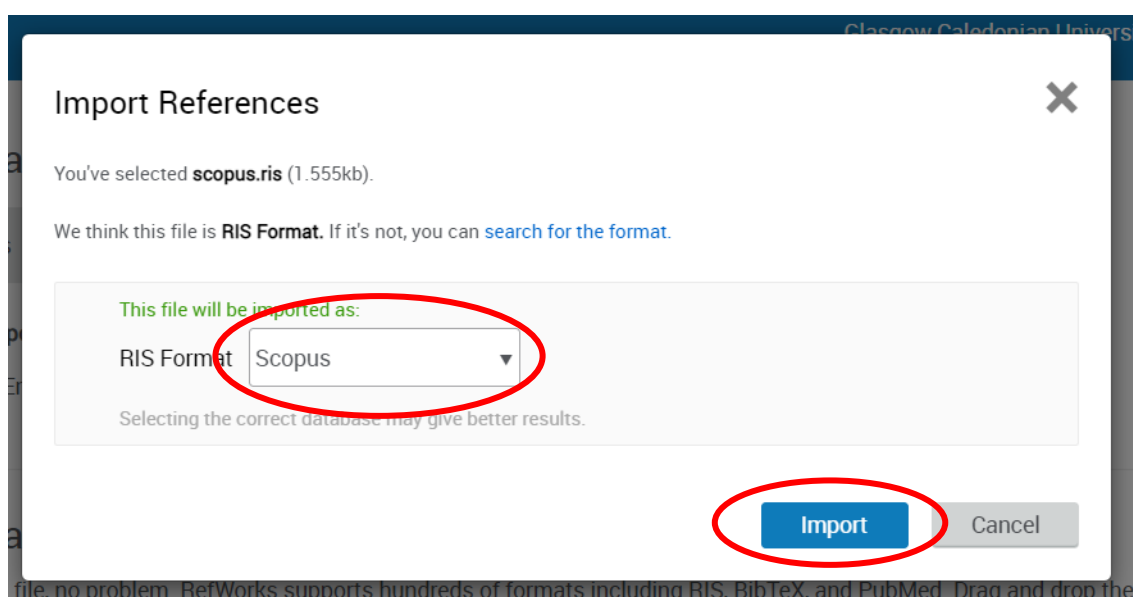 Glasgow Caledonian Univers
Import References
You've selected scopus.ris (1.555kb).
We think this file is RIS Format. If it's not, you can search for the format.
This file will be imported as:
RIS Format Scopus
Selecting the correct database may give better results.
Import Cancel
file, no problem. RefWorks supports hundreds of formats including RIS, BibTeX, and PubMed. Drag and drop the